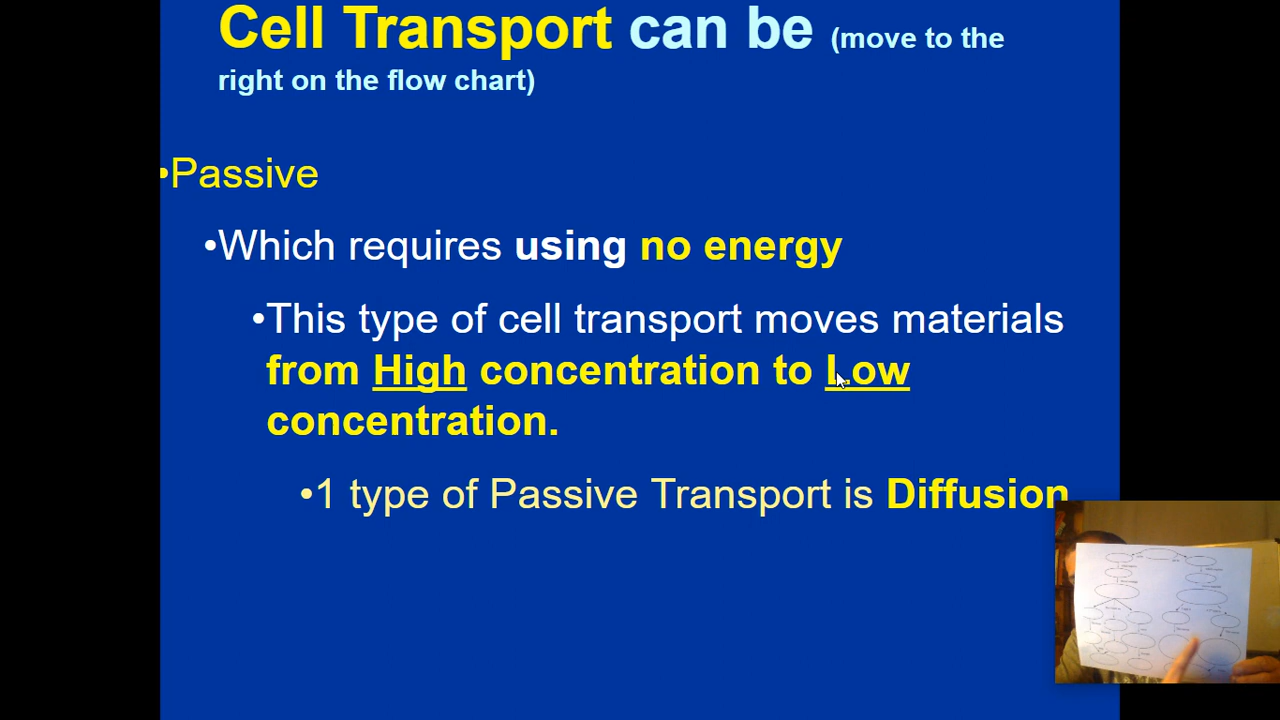 Cell Transport can be (move to the
right on the flow chart)
•Passive
•Which requires using no energy
•This type of cell transport moves materials
from High concentration to Low
concentration.
•1 type of Passive Transport is Diffusion